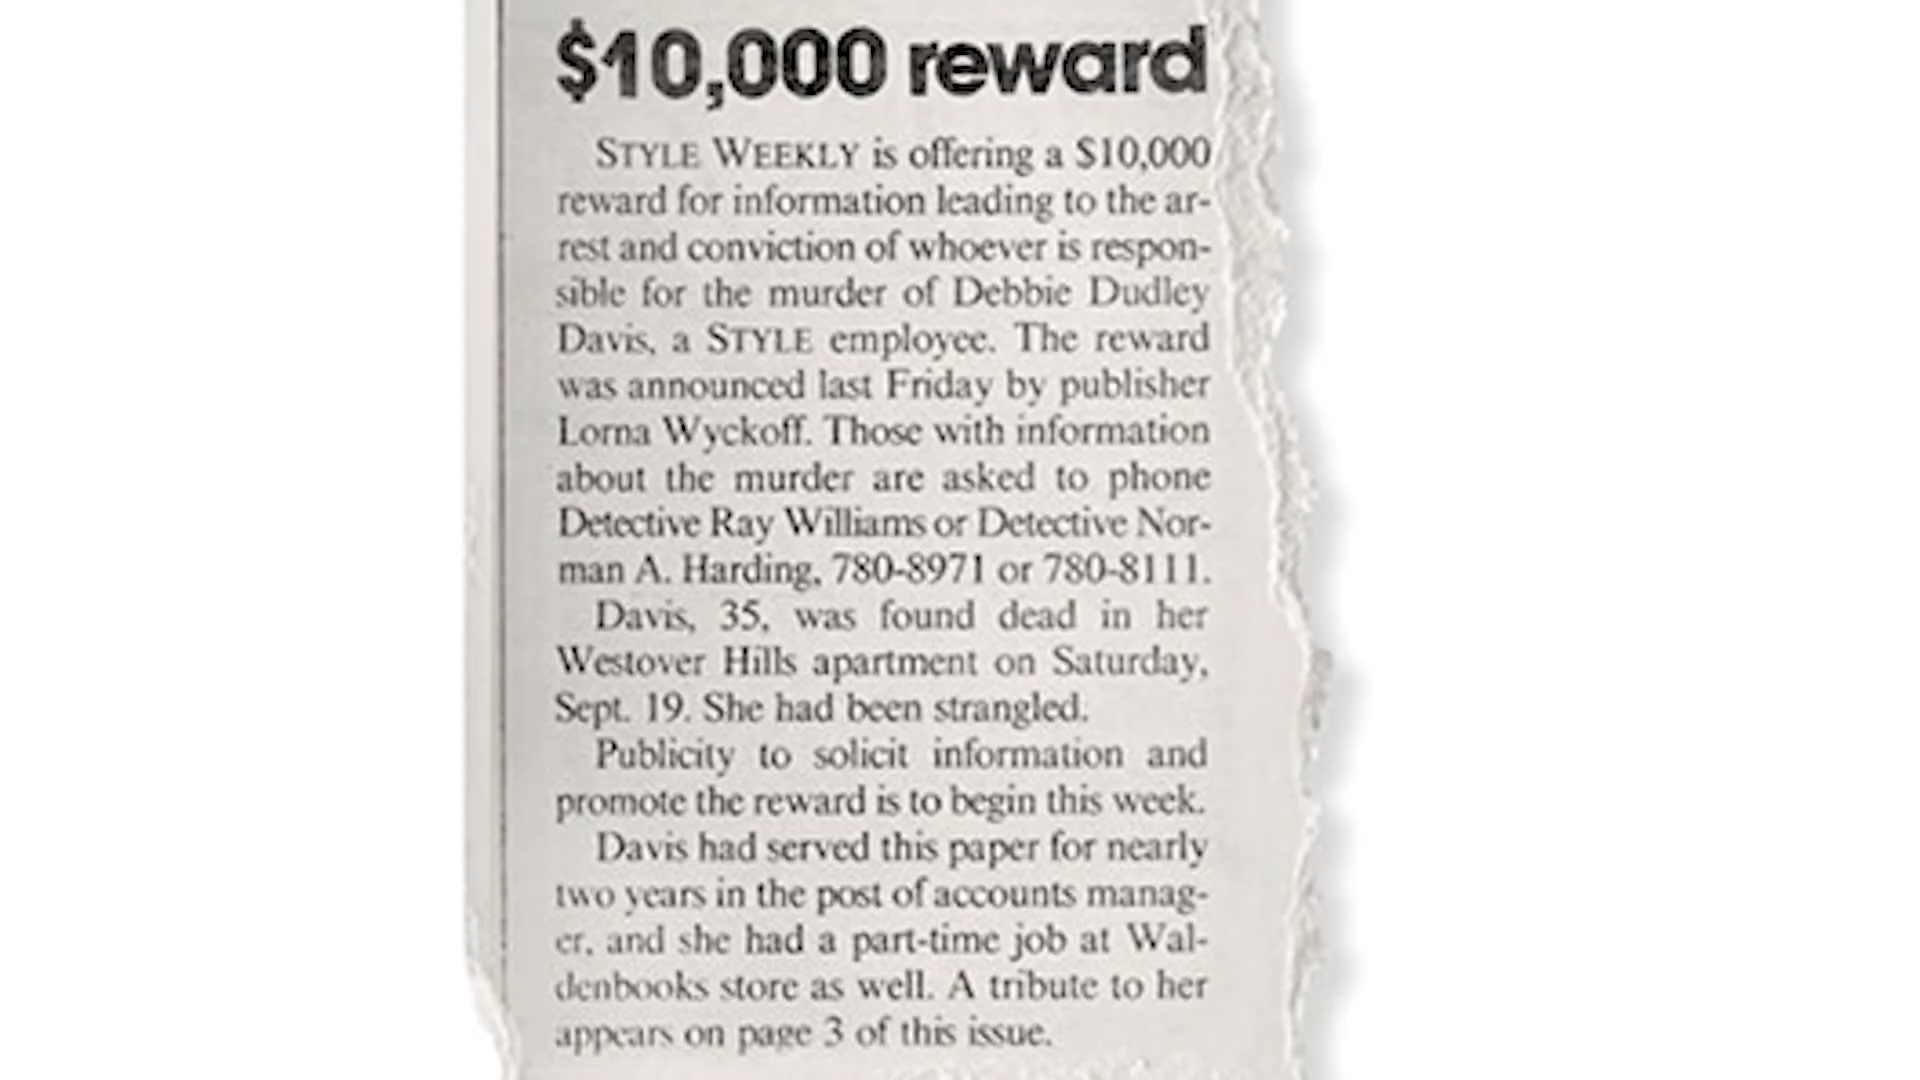 $10,000 reward
STYLE WEEKLY is offering a $10,000
reward for information leading to the ar-
rest and conviction of whoever is respon-
sible for the murder of Debbie Dudley
Davis, a STYLE employee. The reward
was announced last Friday by publisher
Lorna Wyckoff. Those with information
about the murder are asked to phone
Detective Ray Williams or Detective Nor-
man A. Harding, 780-8971 or 780-8111.
Davis, 35, was found dead in her
Westover Hills apartment on Saturday,
Sept. 19. She had been strangled.
Publicity to solicit information and
promote the reward is to begin this week.
Davis had served this paper for nearly
two years in the post of accounts manag-
er, and she had a part-time job at Wal-
denbooks store as well. A tribute to her
appears on page 3 of this issue.